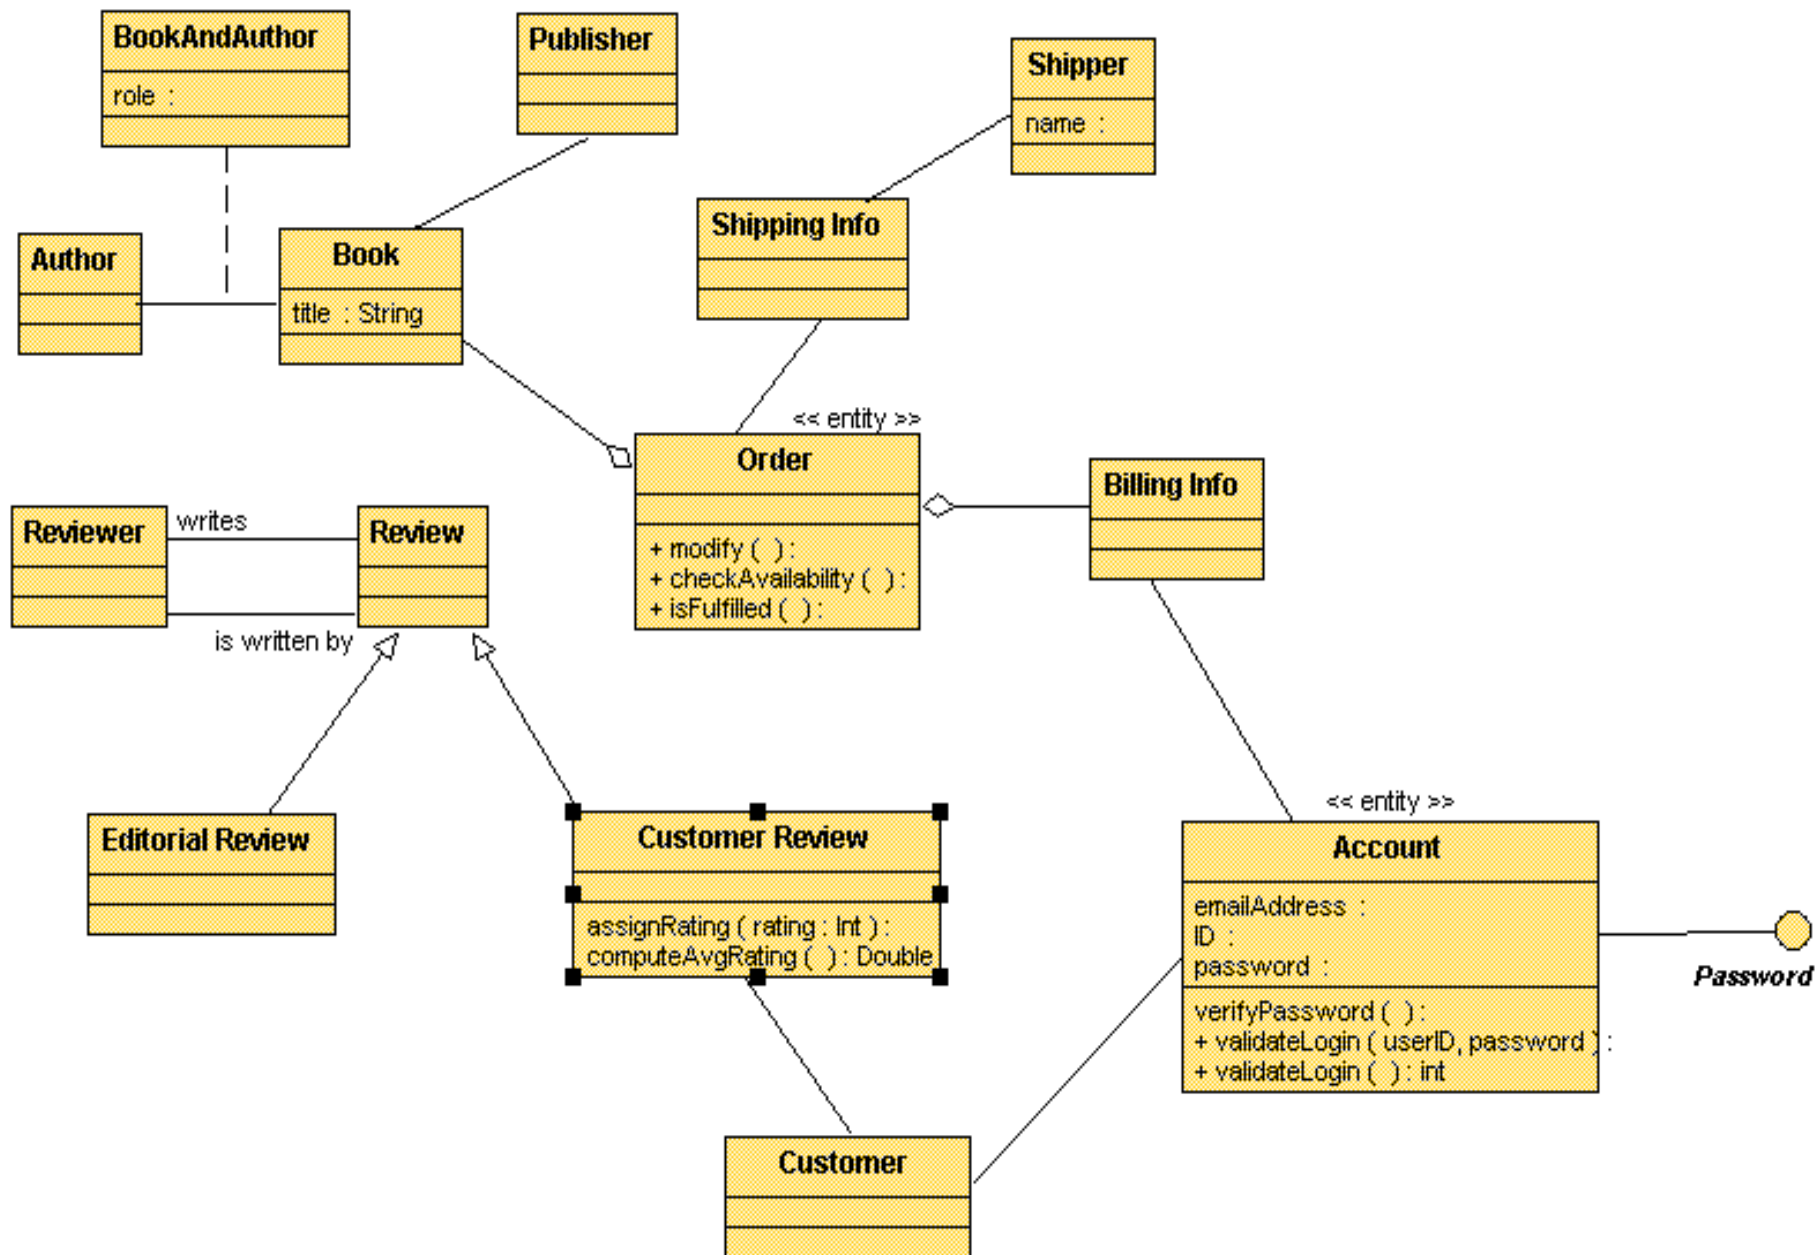 BookAndAuthor
role :
Publisher
Shipper
name :
Shipping Info
Author
Book
title : String
<< entity >>
Order
+ modify ( ) :
+ checkAvailability ( ) :
+ isFulfilled ( ) :
Billing Info
Reviewer
writes
Review
is written by
Editorial Review
Customer Review
assignRating ( rating : Int ) :
computeAvgRating ( ) : Double
<< entity >>
Account
emailAddress :
ID :
password :
verifyPassword ( ) :
+ validateLogin ( userID, password ) :
+ validateLogin ( ) : int
Password
Customer